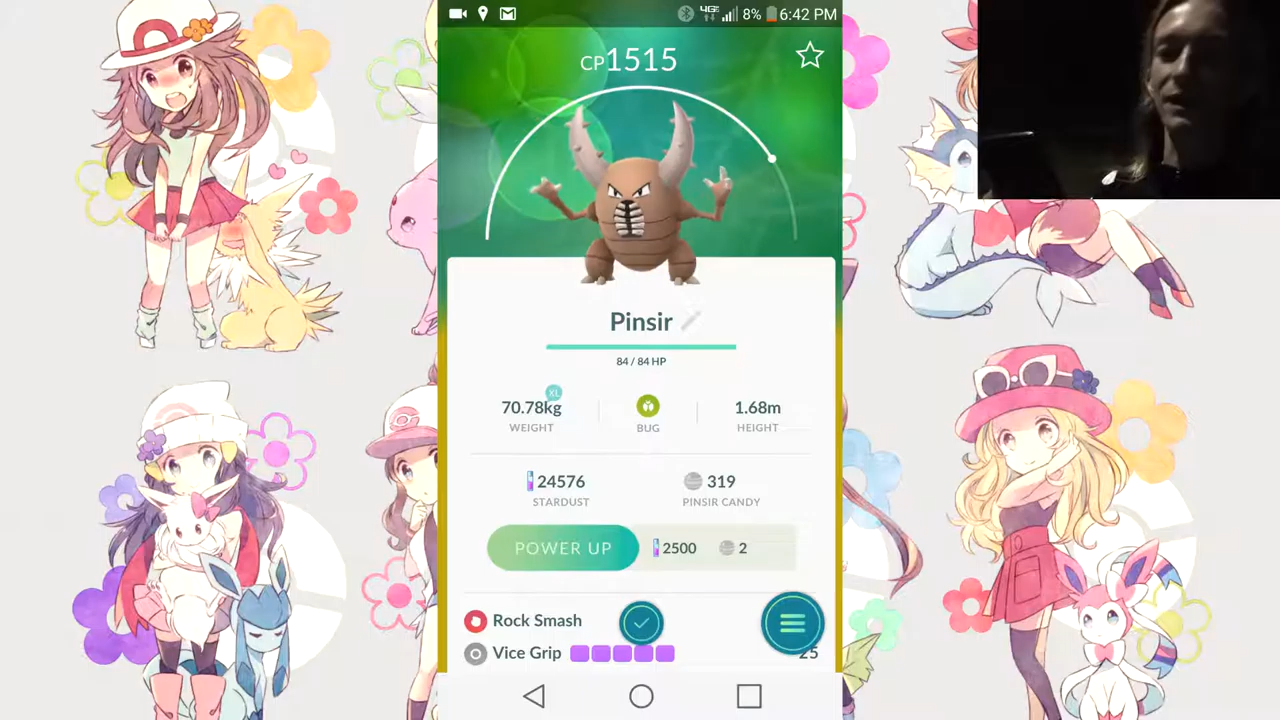 4GE 8% 6:42 PM
CP1515
Pinsir
84 / 84 HP
XL
70.78kg 1.68m
WEIGHT BUG HEIGHT
24576 319
STARDUST PINSIR CANDY
POWER UP 2500 2
Rock Smash
Vice Grip 25